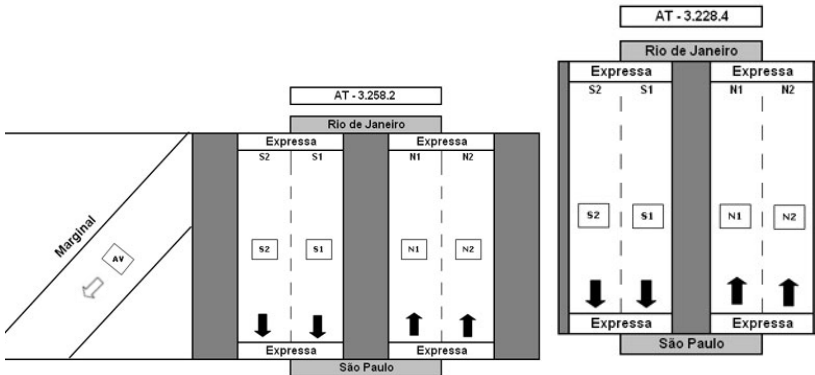 AT - 3.258.2
Rio de Janeiro
Expressa Expressa
S2 S1 N1 N2
Marginal
AV
S2 S1 N1 N2
Expressa Expressa
São Paulo
AT - 3.228.4
Rio de Janeiro
Expressa Expressa
S2 S1 N1 N2
S2 S1 N1 N2
Expressa Expressa
São Paulo